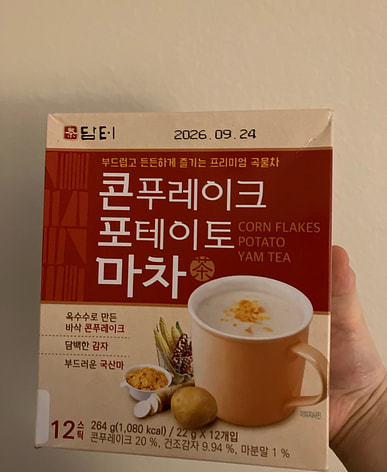 담터
2026.09.24
부드럽고 든든하게 즐기는 프리미엄 곡물차
콘푸레이크
포테이토
마차 茶
CORN FLAKES
POTATO
YAM TEA
옥수수로 만든
바삭 콘푸레이크
담백한 감자
부드러운 국산마
12스틱
264 g(1,080 kcal) / 22 g X 12개입
콘푸레이크 20 %, 건조감자 9.94 %, 마분말 1 %